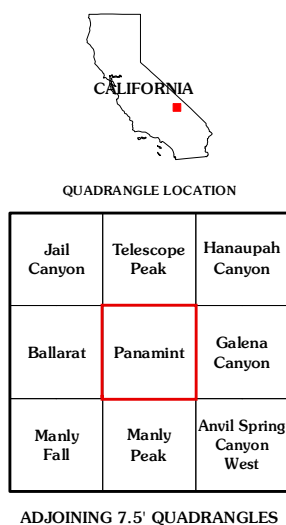 CALIFORNIA
QUADRANGLE LOCATION
Jail
Canyon
Telescope
Peak
Hanaupah
Canyon
Ballarat
Panamint
Galena
Canyon
Manly
Fall
Manly
Peak
Anvil Spring
Canyon
West
ADJOINING 7.5' QUADRANGLES